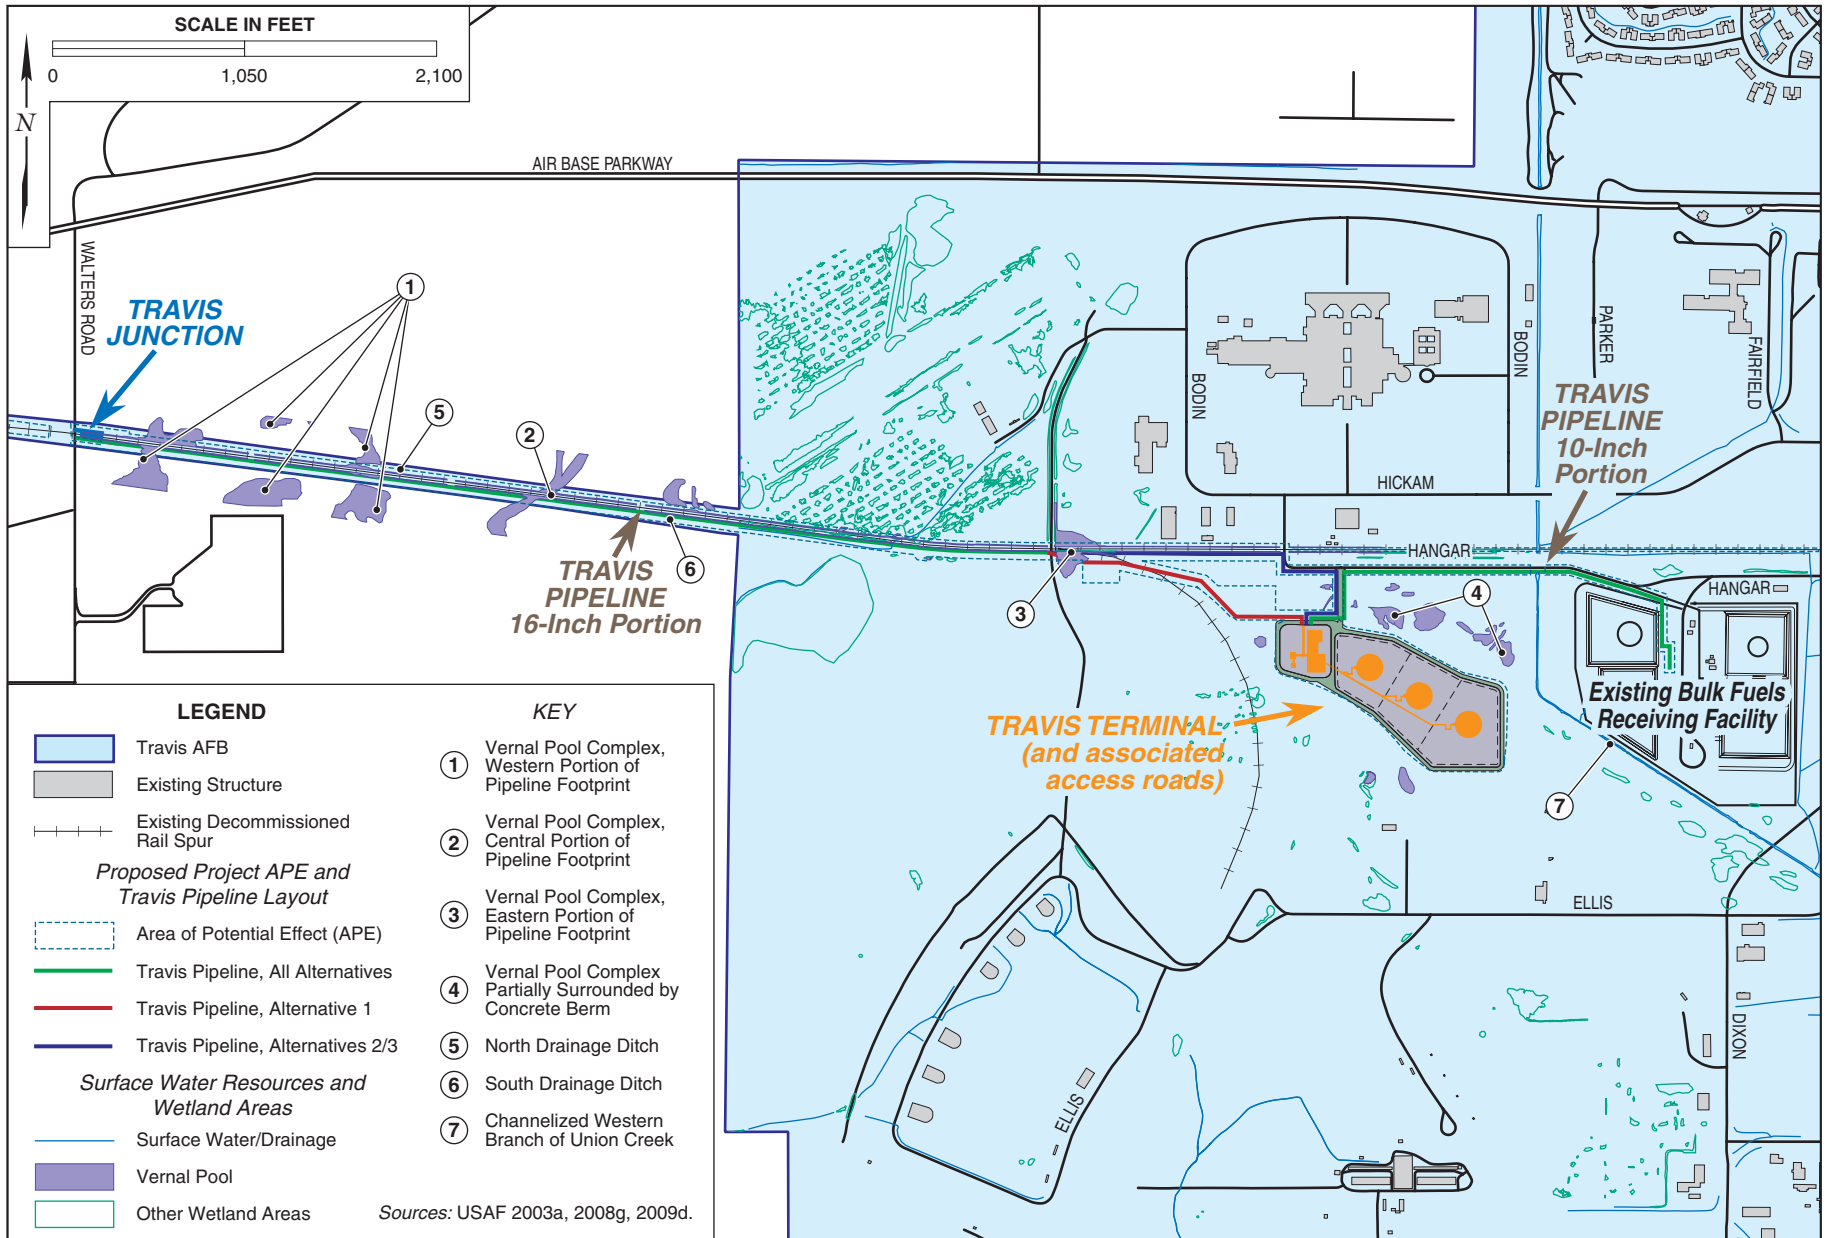 SCALE IN FEET
0 1,050 2,100
N
AIR BASE PARKWAY
WALTERS ROAD
TRAVIS
JUNCTION
1
5
2
6
3
4
7
TRAVIS
PIPELINE
16-Inch Portion
BODIN
BODIN
PARKER
FAIRFIELD
HICKAM
TRAVIS
PIPELINE
10-Inch
Portion
HANGAR
HANGAR
Existing Bulk Fuels
Receiving Facility
TRAVIS TERMINAL
(and associated
access roads)
ELLIS
ELLIS
DIXON
LEGEND
Travis AFB
Existing Structure
Existing Decommissioned
Rail Spur
Proposed Project APE and
Travis Pipeline Layout
Area of Potential Effect (APE)
Travis Pipeline, All Alternatives
Travis Pipeline, Alternative 1
Travis Pipeline, Alternatives 2/3
Surface Water Resources and
Wetland Areas
Surface Water/Drainage
Vernal Pool
Other Wetland Areas
KEY
1 Vernal Pool Complex,
Western Portion of
Pipeline Footprint
2 Vernal Pool Complex,
Central Portion of
Pipeline Footprint
3 Vernal Pool Complex,
Eastern Portion of
Pipeline Footprint
4 Vernal Pool Complex
Partially Surrounded by
Concrete Berm
5 North Drainage Ditch
6 South Drainage Ditch
7 Channelized Western
Branch of Union Creek
Sources: USAF 2003a, 2008g, 2009d.